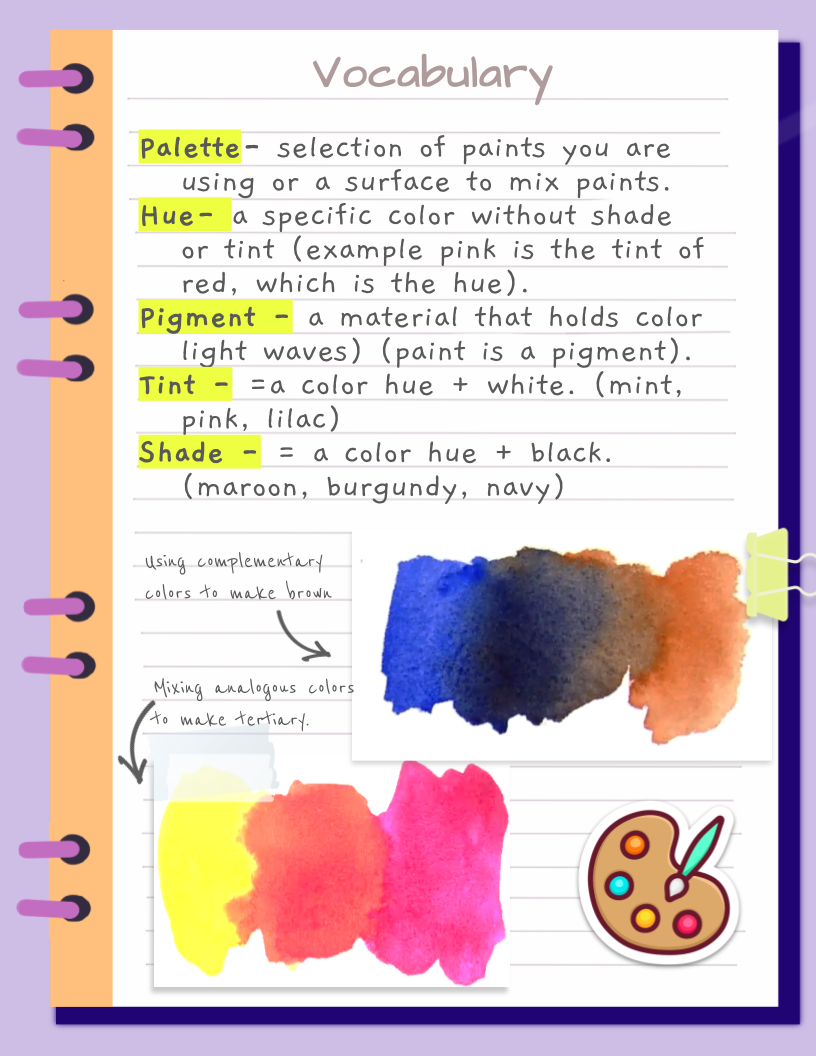 Vocabulary
Palette- selection of paints you are
using or a surface to mix paints.
Hue- a specific color without shade
or tint (example pink is the tint of
red, which is the hue).
Pigment - a material that holds color
light waves) (paint is a pigment).
Tint - =a color hue + white. (mint,
pink, lilac)
Shade - = a color hue + black.
(maroon, burgundy, navy)
Using complementary
colors to make brown
Mixing analogous colors
to make tertiary.